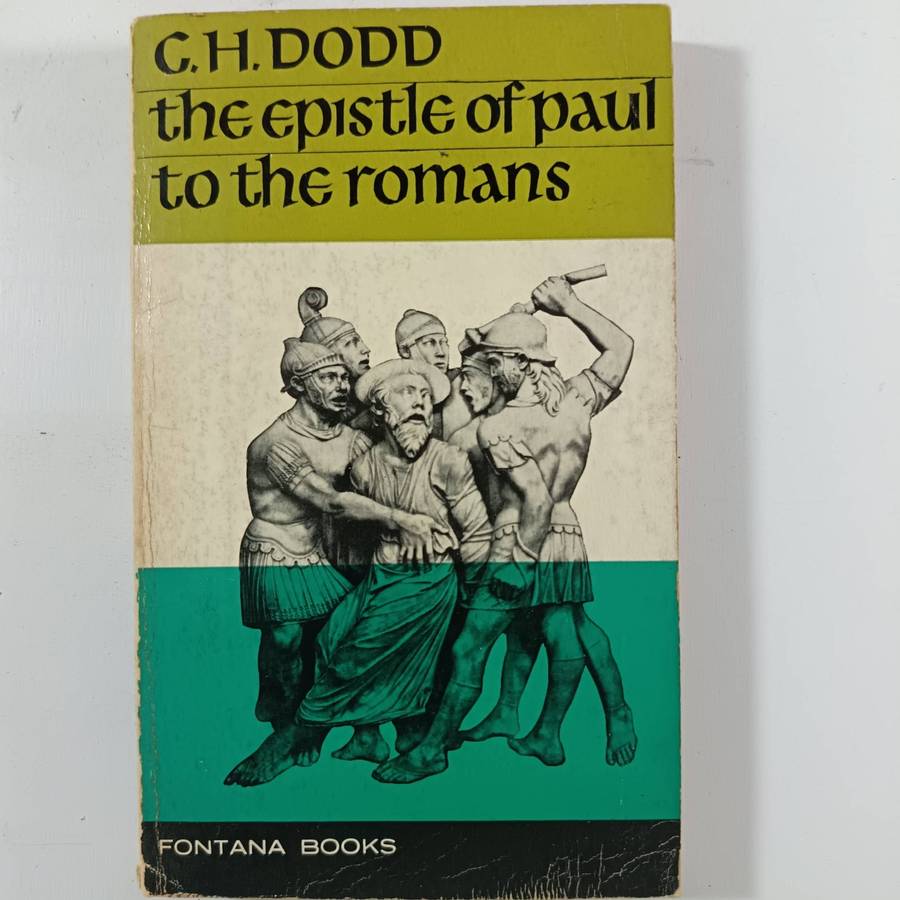 C.H.DODD
the epistle of paul
to the romans
FONTANA BOOKS